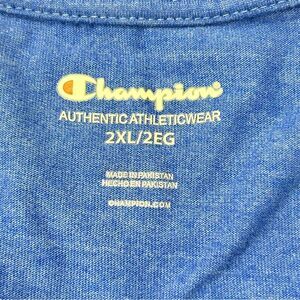 Champion
AUTHENTIC ATHLETICWEAR
2XL/2EG
MADE IN PAKISTAN
HECHO EN PAKISTAN
CHAMPION.COM